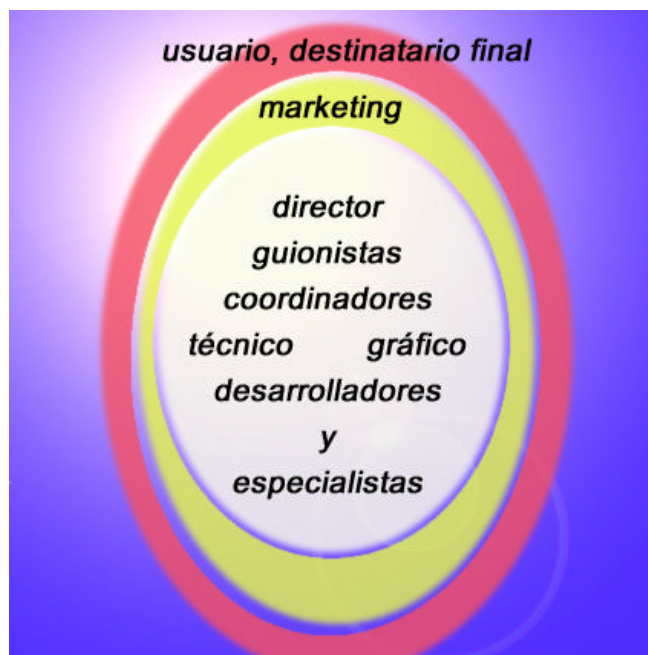 usuario, destinatario final
marketing
director
guionistas
coordinadores
técnico gráfico
desarrolladores
y
especialistas